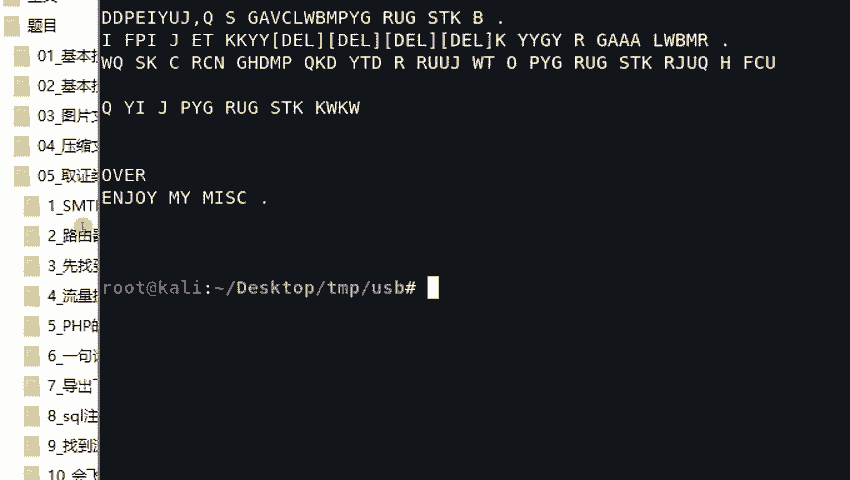 题目
01_基本
02_基本
03_图片
04_压缩
05_取证
1_SMT
2_路由
3_先找
4_流量
5_PHP
6_一句
7_导出
8_sql注
9_找到
10_会飞
DDPEIYUJ,Q S GAVCLWBMPYG RUG STK B .
I FPI J ET KKYY[DEL][DEL][DEL][DEL]K YYGY R GAAA LWBMR .
WQ SK C RCN GHDMP QKD YTD R RUUJ WT O PYG RUG STK RJUQ H FCU
Q YI J PYG RUG STK KWKW
OVER
ENJOY MY MISC .
root@kali:~/Desktop/tmp/usb#